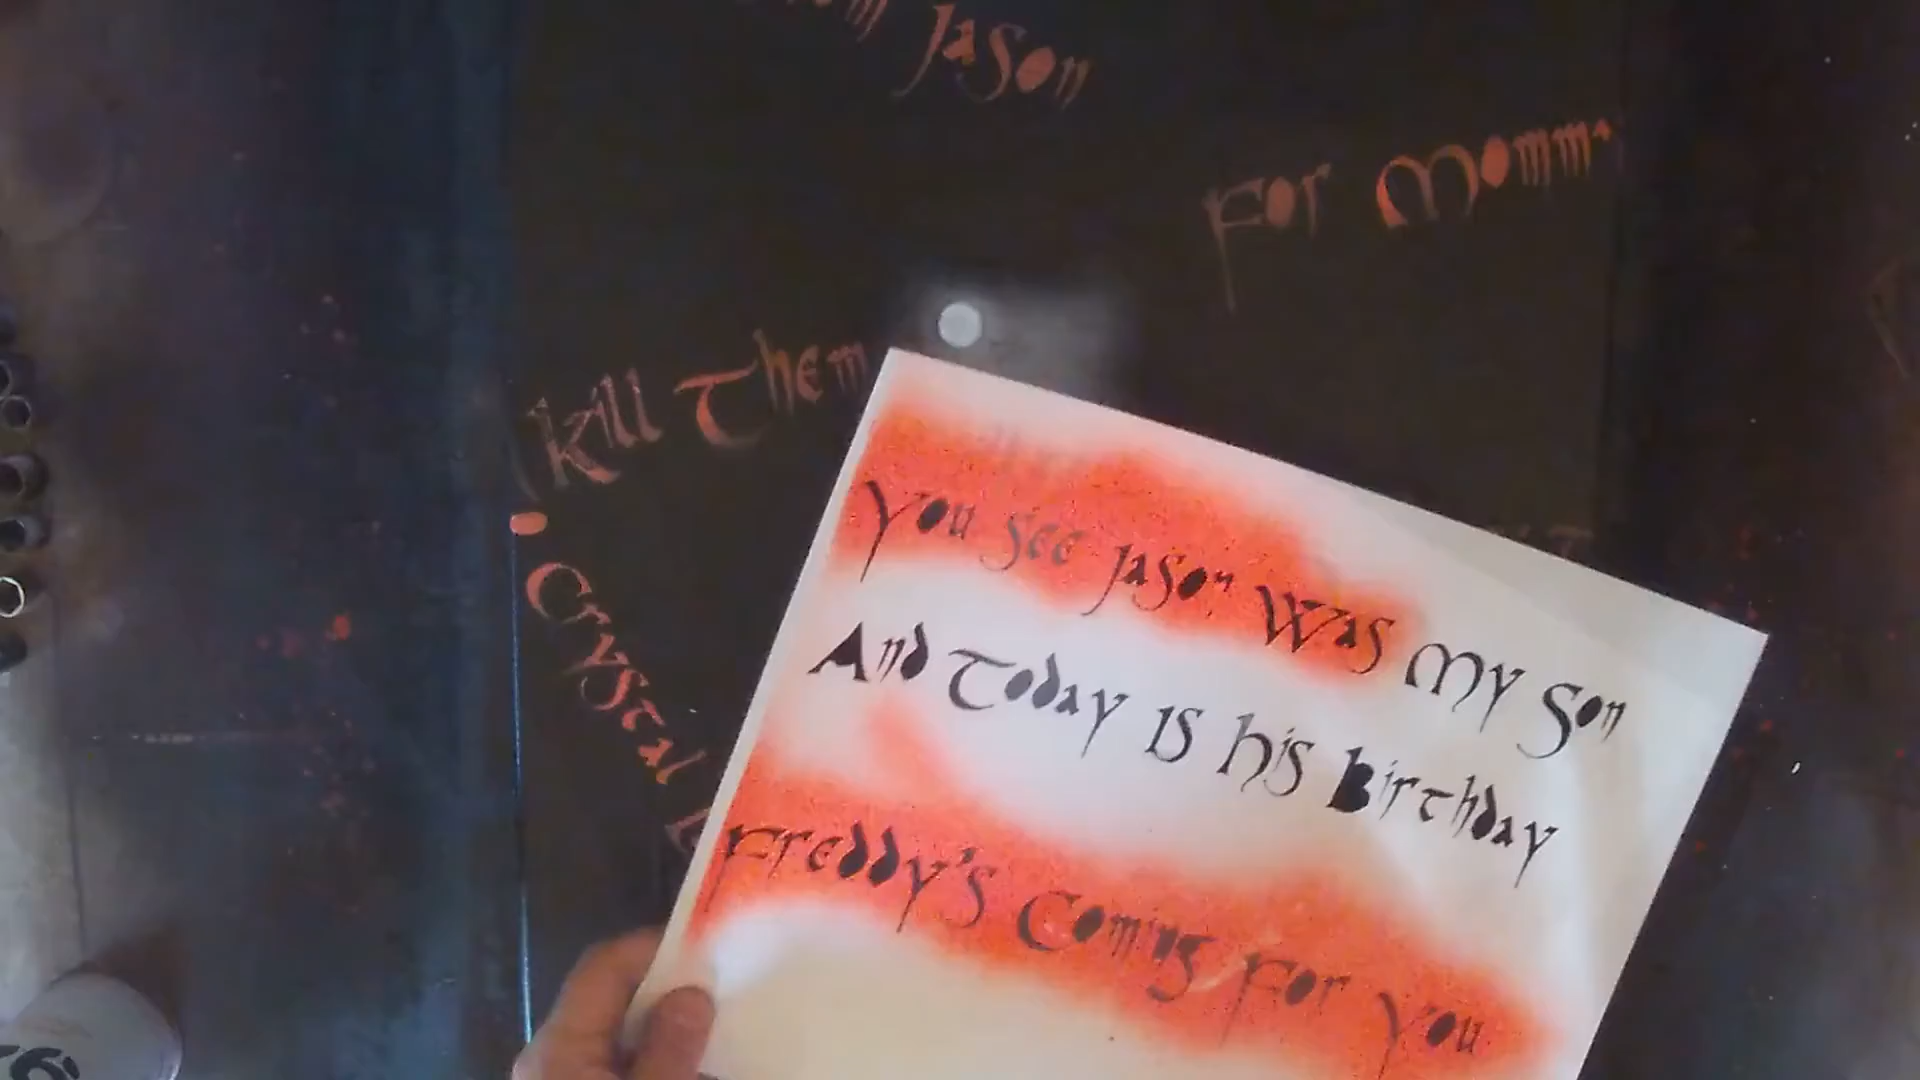 Jason
For Momm
Kill Them
Crystal
You See Jason Was My Son
And Today Is His Birthday
Freddy's Coming For You